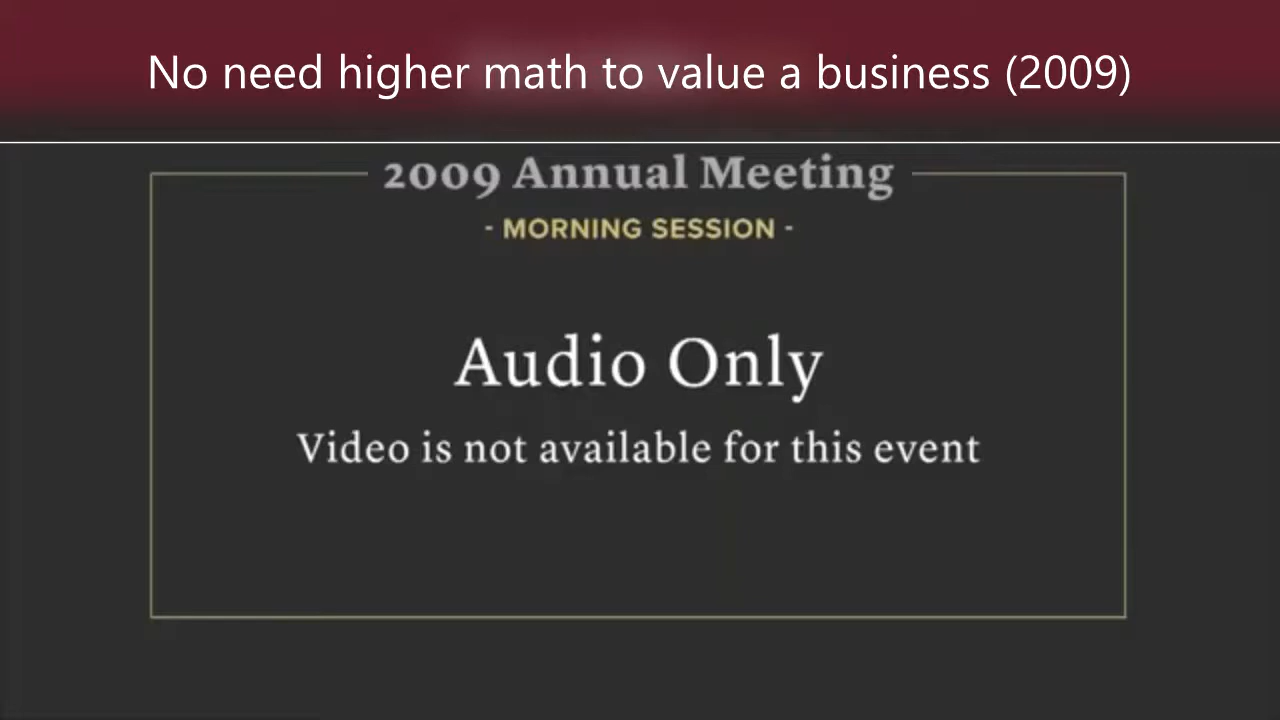 No need higher math to value a business (2009)
2009 Annual Meeting
- MORNING SESSION -
Audio Only
Video is not available for this event